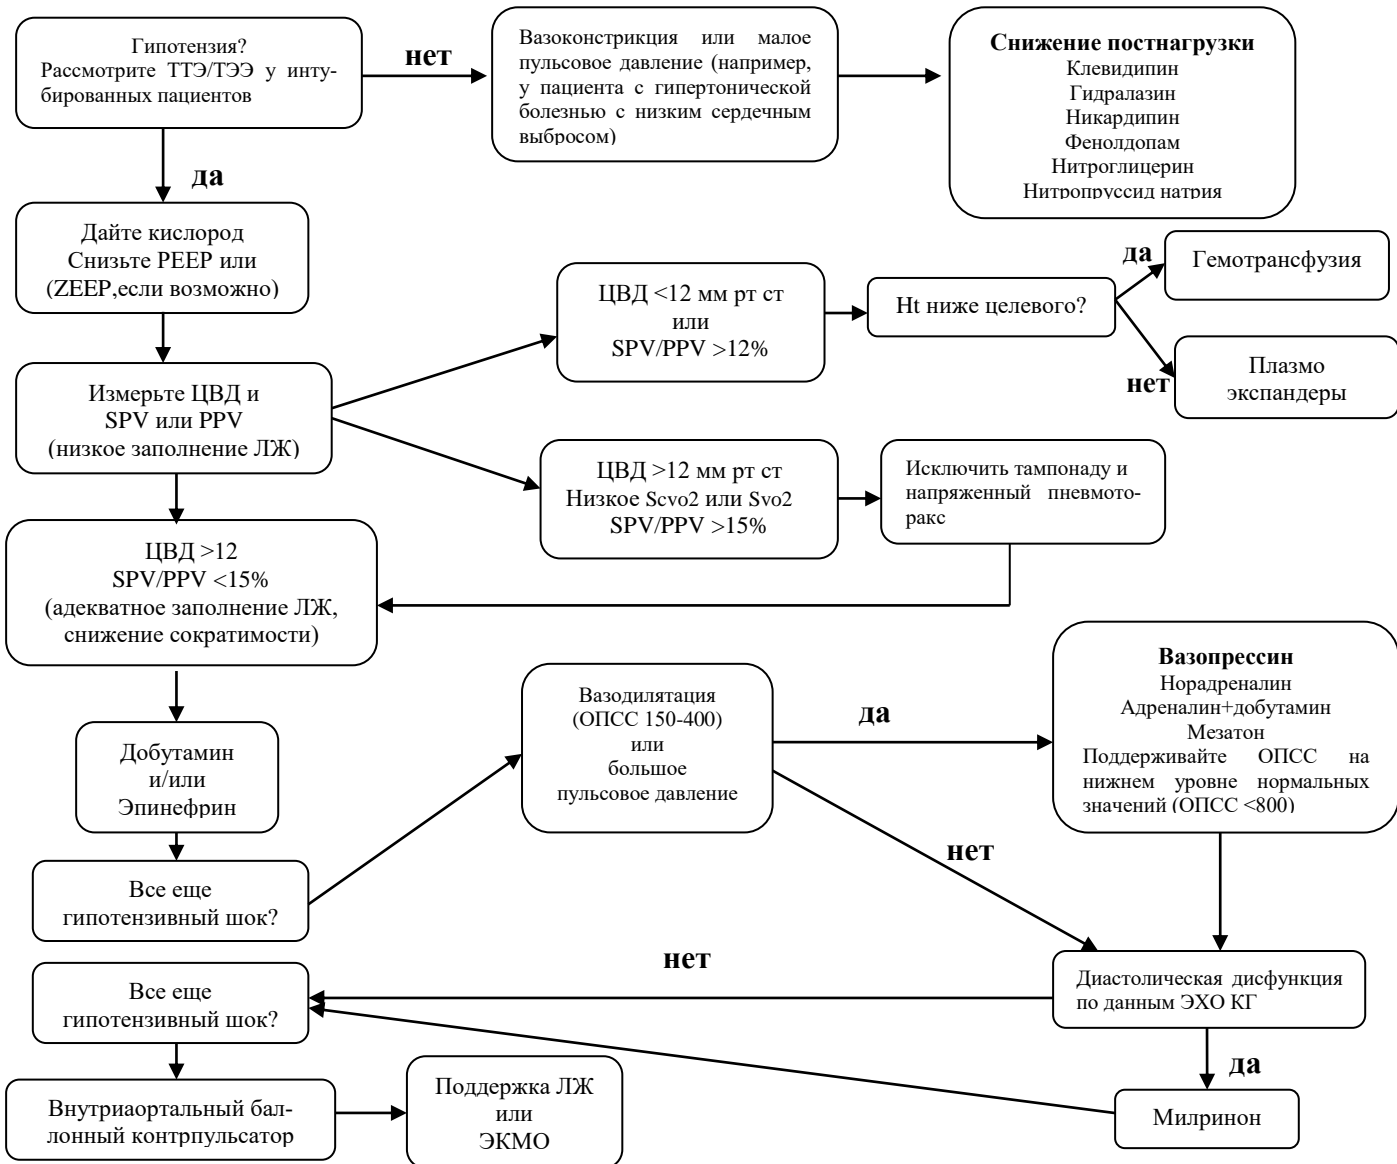 Гипотензия?
Рассмотрите ТТЭ/ТЭЭ у инту-
бированных пациентов
нет
Вазоконстрикция или малое
пульсовое давление (например,
у пациента с гипертонической
болезнью с низким сердечным
выбросом)
Снижение постнагрузки
Клевидипин
Гидралазин
Никардипин
Фенолдопам
Нитроглицерин
Нитропруссид натрия
да
Дайте кислород
Снизьте PEEP или
(ZEEP,если возможно)
ЦВД <12 мм рт ст
или
SPV/PPV >12%
Ht ниже целевого?
да
Гемотрансфузия
нет
Плазмо
экспандеры
Измерьте ЦВД и
SPV или PPV
(низкое заполнение ЛЖ)
ЦВД >12 мм рт ст
Низкое Scvo2 или Svo2
SPV/PPV >15%
Исключить тампонаду и
напряженный пневмото-
ракс
ЦВД >12
SPV/PPV <15%
(адекватное заполнение ЛЖ,
снижение сократимости)
Добутамин
и/или
Эпинефрин
Вазодилятация
(ОПСС 150-400)
или
большое
пульсовое давление
да
Вазопрессин
Норадреналин
Адреналин+добутамин
Мезатон
Поддерживайте ОПСС на
нижнем уровне нормальных
значений (ОПСС <800)
нет
Все еще
гипотензивный шок?
нет
Диастолическая дисфункция
по данным ЭХО КГ
Все еще
гипотензивный шок?
да
Милринон
Внутриаортальный бал-
лонный контрпульсатор
Поддержка ЛЖ
или
ЭКМО